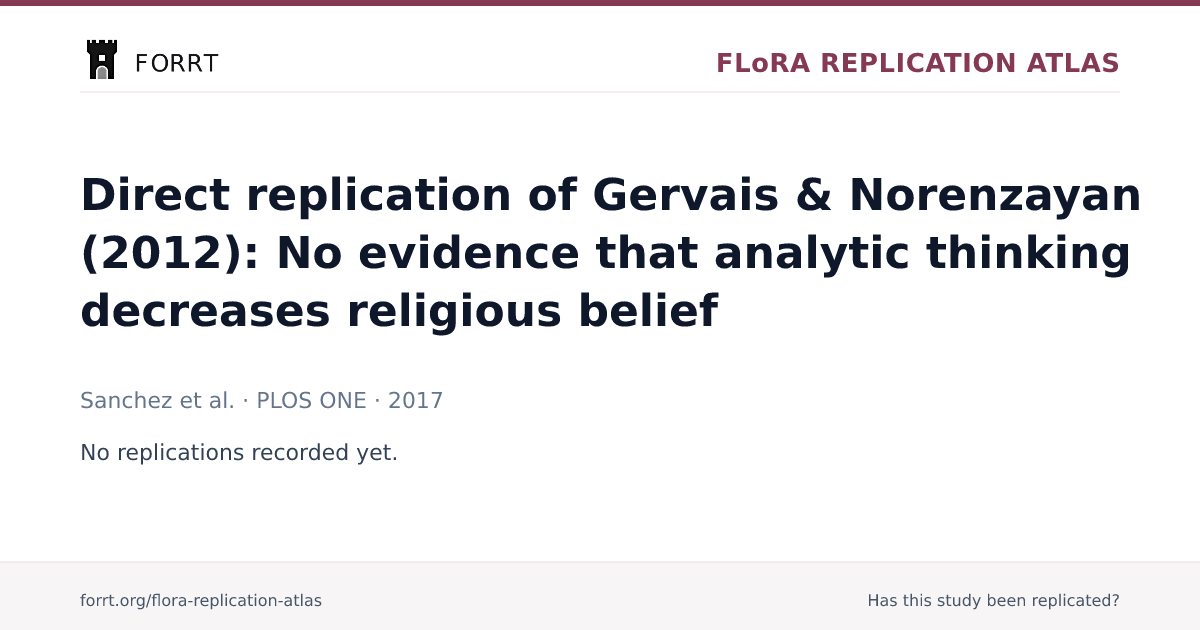 FORRT
FLoRA REPLICATION ATLAS
Direct replication of Gervais & Norenzayan
(2012): No evidence that analytic thinking
decreases religious belief
Sanchez et al. · PLOS ONE · 2017
No replications recorded yet.
forrt.org/flora-replication-atlas
Has this study been replicated?